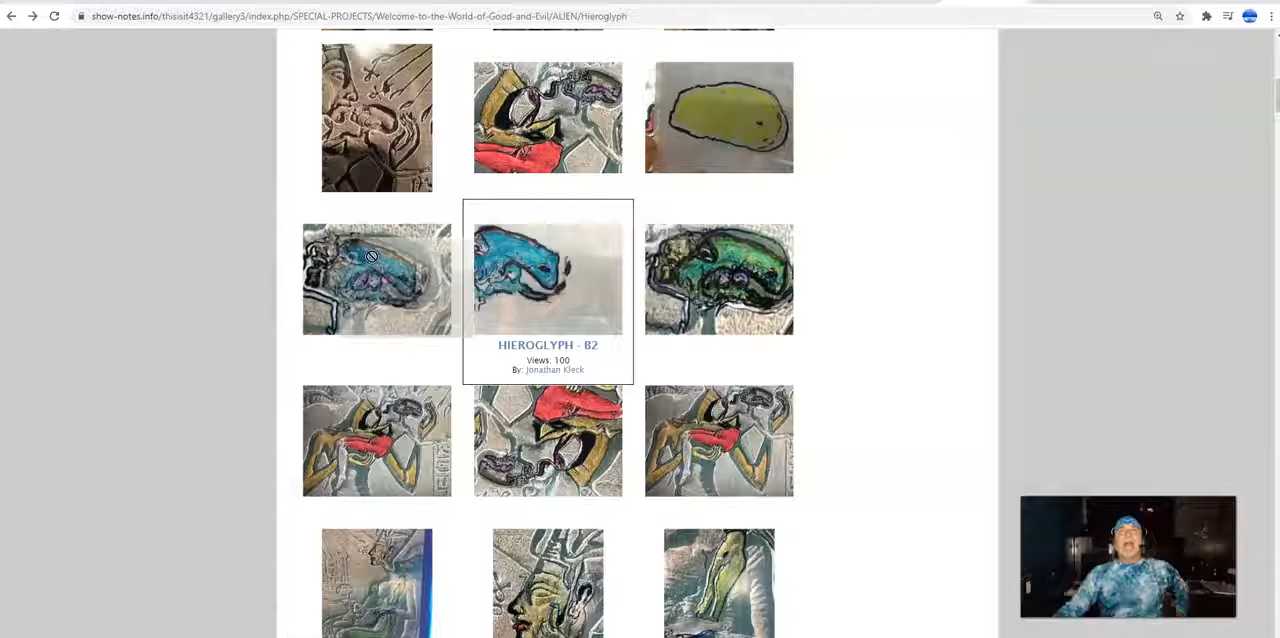 show-notes.info/thisisit4321/gallery3/index.php/SPECIAL-PROJECTS/Welcome-to-the-World-of-Good-and-Evil/ALIEN/Hieroglyph
HIEROGLYPH - B2
Views: 100
By: Jonathan Kleck